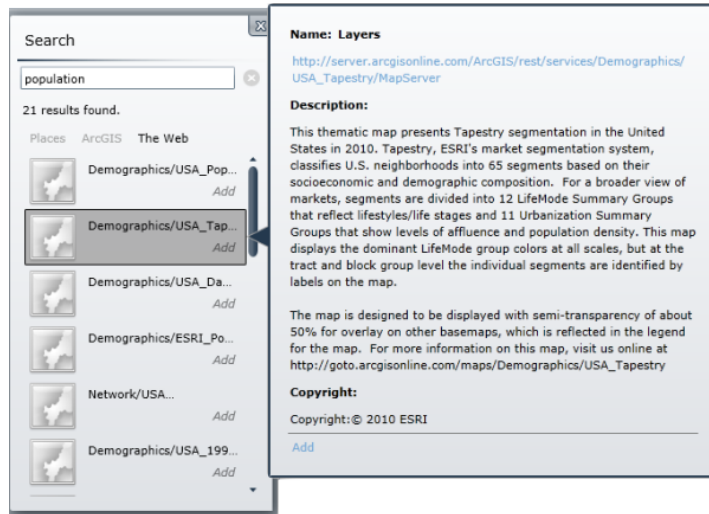 Search
population
21 results found.
Places ArcGIS The Web
Demographics/USA_Pop...
Add
Demographics/USA_Tap...
Add
Demographics/USA_Da...
Add
Demographics/ESRI_Po...
Add
Network/USA...
Add
Demographics/USA_199...
Add
Name: Layers
http://server.arcgisonline.com/ArcGIS/rest/services/Demographics/
USA_Tapestry/MapServer
Description:
This thematic map presents Tapestry segmentation in the United
States in 2010. Tapestry, ESRI's market segmentation system,
classifies U.S. neighborhoods into 65 segments based on their
socioeconomic and demographic composition. For a broader view of
markets, segments are divided into 12 LifeMode Summary Groups
that reflect lifestyles/life stages and 11 Urbanization Summary
Groups that show levels of affluence and population density. This map
displays the dominant LifeMode group colors at all scales, but at the
tract and block group level the individual segments are identified by
labels on the map.
The map is designed to be displayed with semi-transparency of about
50% for overlay on other basemaps, which is reflected in the legend
for the map. For more information on this map, visit us online at
http://goto.arcgisonline.com/maps/Demographics/USA_Tapestry
Copyright:
Copyright:© 2010 ESRI
Add